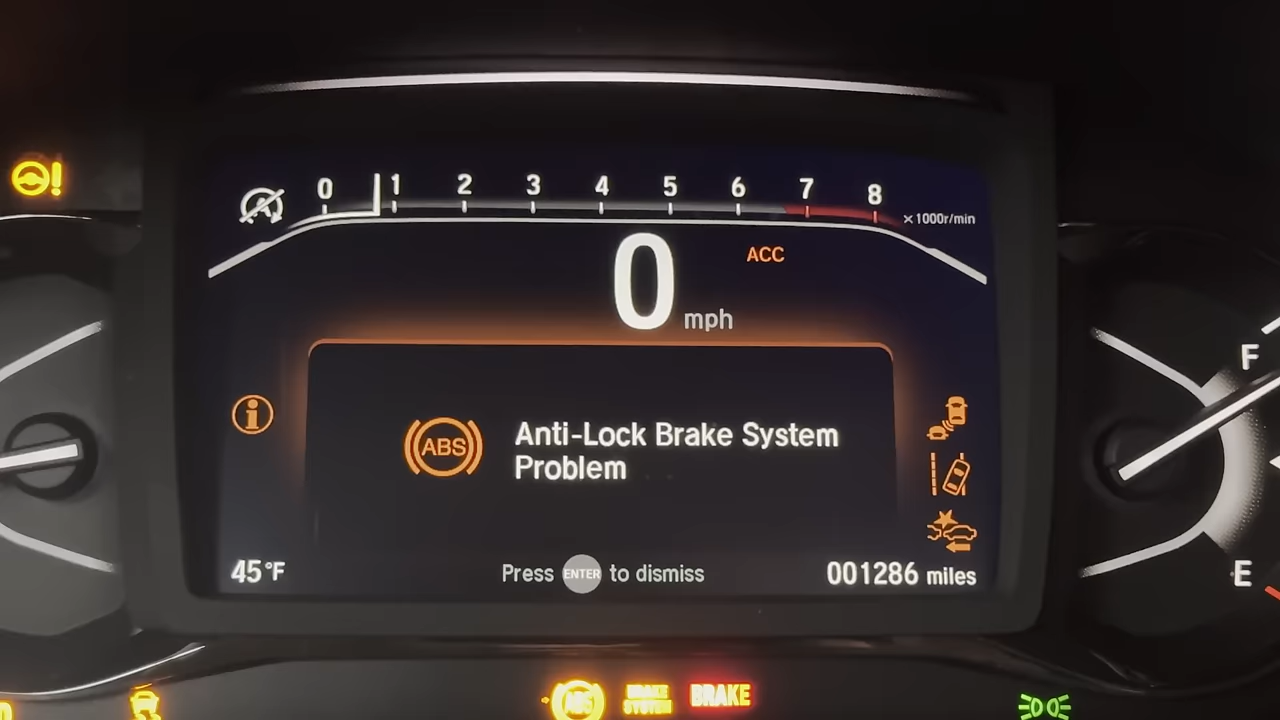 0 1 2 3 4 5 6 7 8
x1000r/min
0 mph
ACC
F
ABS
Anti-Lock Brake System
Problem
45°F
Press ENTER to dismiss
001286 miles
E
ABS
BRAKE
SYSTEM
BRAKE